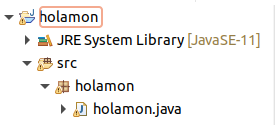 holamon
JRE System Library [JavaSE-11]
src
holamon
holamon.java